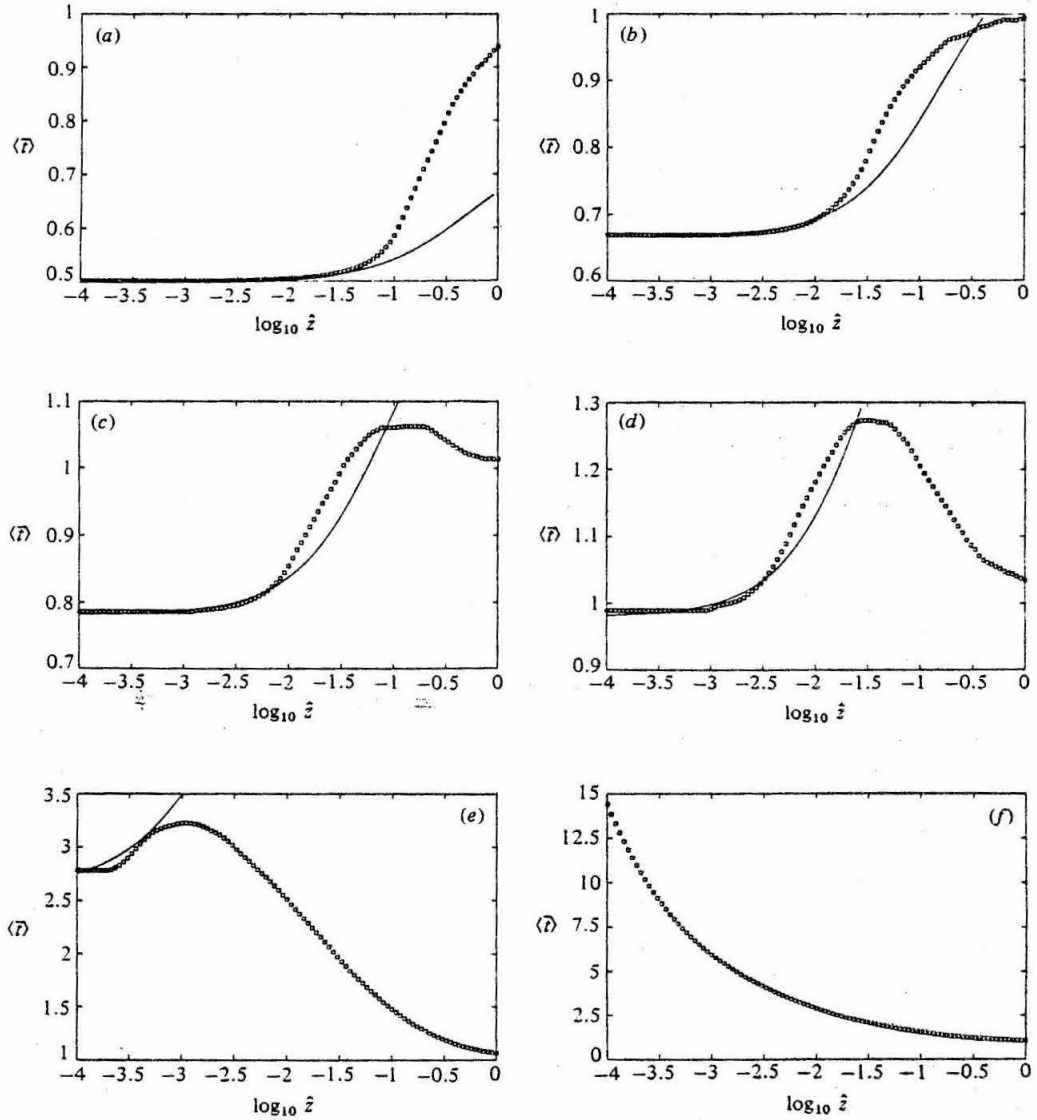 (a)
1
0.9
0.8
0.7
0.6
0.5
⟨t̄⟩
−4 −3.5 −3 −2.5 −2 −1.5 −1 −0.5 0
log₁₀ ẑ
(b)
1
0.9
0.8
0.7
0.6
⟨t̄⟩
−4 −3.5 −3 −2.5 −2 −1.5 −1 −0.5 0
log₁₀ ẑ
(c)
1.1
1
0.9
0.8
0.7
⟨t̄⟩
−4 −3.5 −3 −2.5 −2 −1.5 −1 −0.5 0
log₁₀ ẑ
(d)
1.3
1.2
1.1
1
0.9
⟨t̄⟩
−4 −3.5 −3 −2.5 −2 −1.5 −1 −0.5 0
log₁₀ ẑ
(e)
3.5
3
2.5
2
1.5
1
⟨t̄⟩
−4 −3.5 −3 −2.5 −2 −1.5 −1 −0.5 0
log₁₀ ẑ
(f)
15
12.5
10
7.5
5
2.5
0
⟨t̄⟩
−4 −3.5 −3 −2.5 −2 −1.5 −1 −0.5 0
log₁₀ ẑ